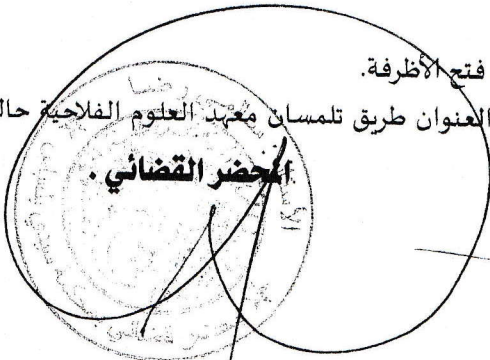 فتح الأظرفة.
العنوان طريق تلمسان معهد العلوم الفلاحية حال
المحضر القضائي .